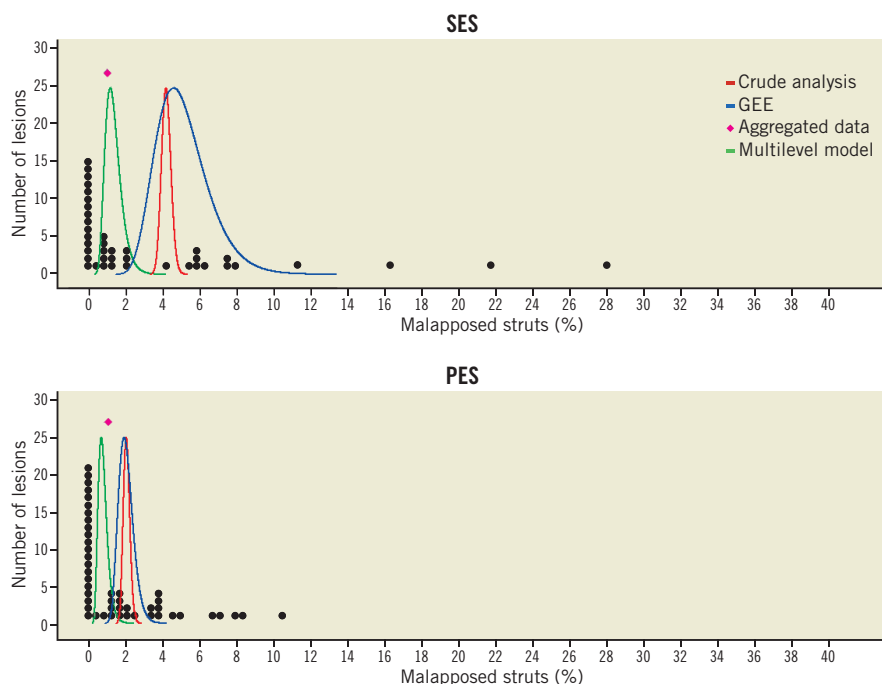 SES
30
25
20
15
10
5
0
Number of lesions
Crude analysis
GEE
Aggregated data
Multilevel model
0 2 4 6 8 10 12 14 16 18 20 22 24 26 28 30 32 34 36 38 40
Malapposed struts (%)
PES
30
25
20
15
10
5
0
Number of lesions
0 2 4 6 8 10 12 14 16 18 20 22 24 26 28 30 32 34 36 38 40
Malapposed struts (%)